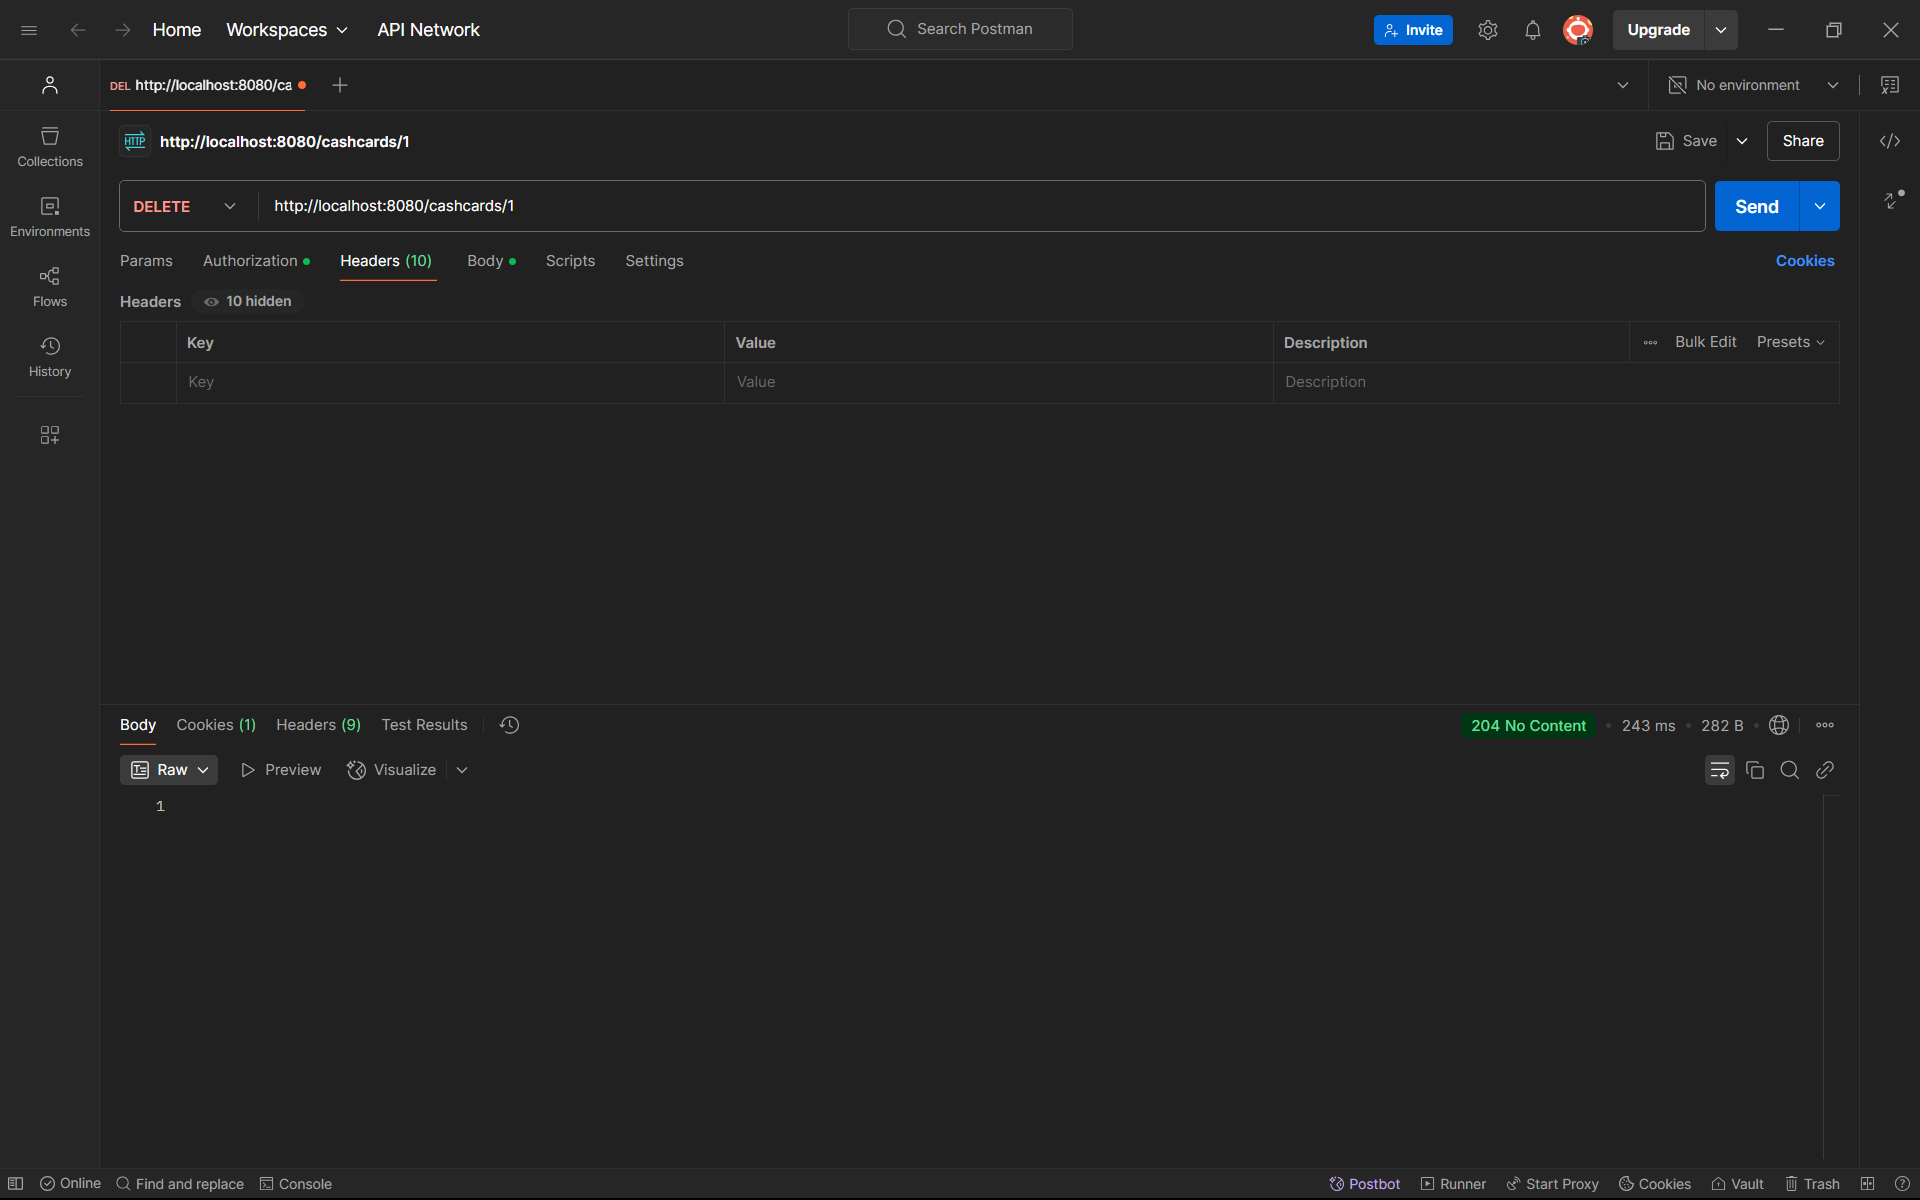 Home Workspaces API Network Search Postman Invite Upgrade
DEL http://localhost:8080/ca No environment
HTTP http://localhost:8080/cashcards/1 Save Share
Collections
DELETE http://localhost:8080/cashcards/1 Send
Environments
Params Authorization Headers (10) Body Scripts Settings Cookies
Flows
Headers 10 hidden
Key Value Description Bulk Edit Presets
History
Key Value Description
Body Cookies (1) Headers (9) Test Results 204 No Content • 243 ms • 282 B
Raw Preview Visualize
1
Online Find and replace Console Postbot Runner Start Proxy Cookies Vault Trash